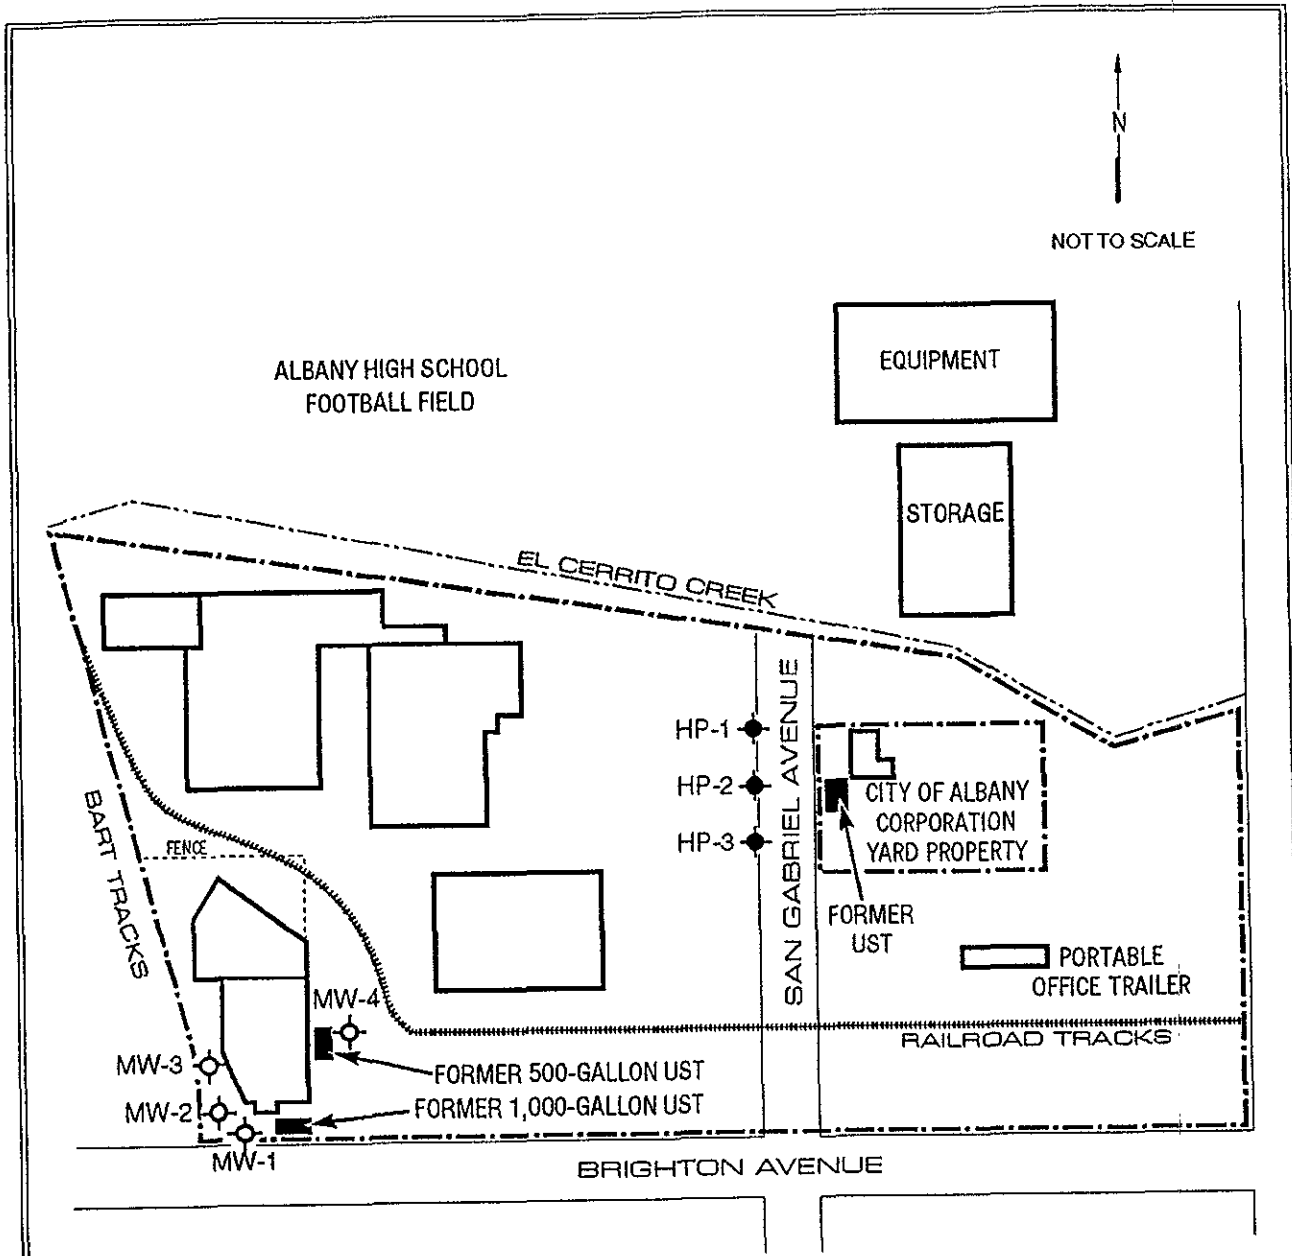 N
NOT TO SCALE
EQUIPMENT
ALBANY HIGH SCHOOL
FOOTBALL FIELD
STORAGE
EL CERRITO CREEK
SAN GABRIEL AVENUE
HP-1
HP-2
HP-3
CITY OF ALBANY
CORPORATION
YARD PROPERTY
BART TRACKS
FENCE
FORMER
UST
PORTABLE
OFFICE TRAILER
MW-4
RAILROAD TRACKS
MW-3
FORMER 500-GALLON UST
MW-2
FORMER 1,000-GALLON UST
MW-1
BRIGHTON AVENUE